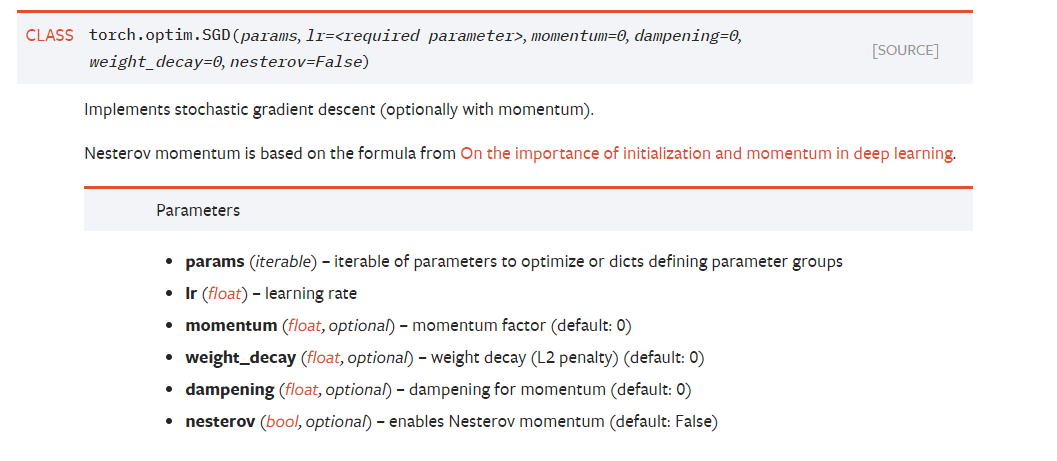 CLASS torch.optim.SGD(params, lr=<required parameter>, momentum=0, dampening=0,
weight_decay=0, nesterov=False)
[SOURCE]
Implements stochastic gradient descent (optionally with momentum).
Nesterov momentum is based on the formula from On the importance of initialization and momentum in deep learning.
Parameters
• params (iterable) – iterable of parameters to optimize or dicts defining parameter groups
• lr (float) – learning rate
• momentum (float, optional) – momentum factor (default: 0)
• weight_decay (float, optional) – weight decay (L2 penalty) (default: 0)
• dampening (float, optional) – dampening for momentum (default: 0)
• nesterov (bool, optional) – enables Nesterov momentum (default: False)